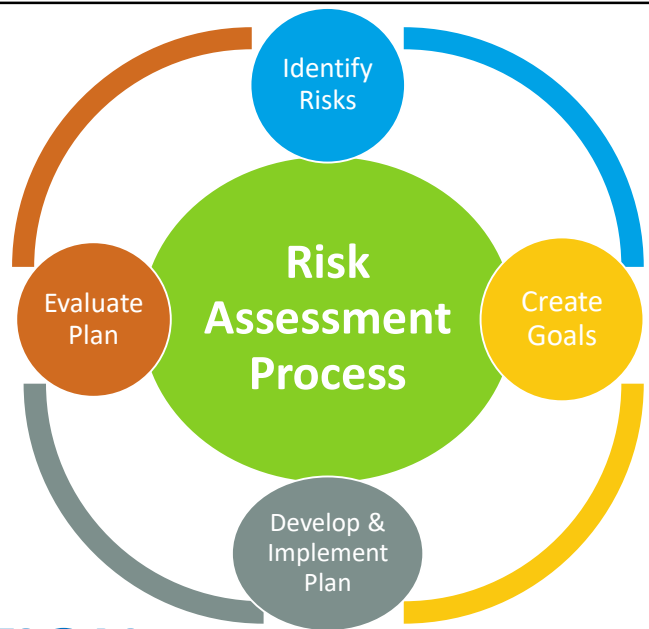 Identify
Risks
Risk
Assessment
Process
Evaluate
Plan
Create
Goals
Develop &
Implement
Plan